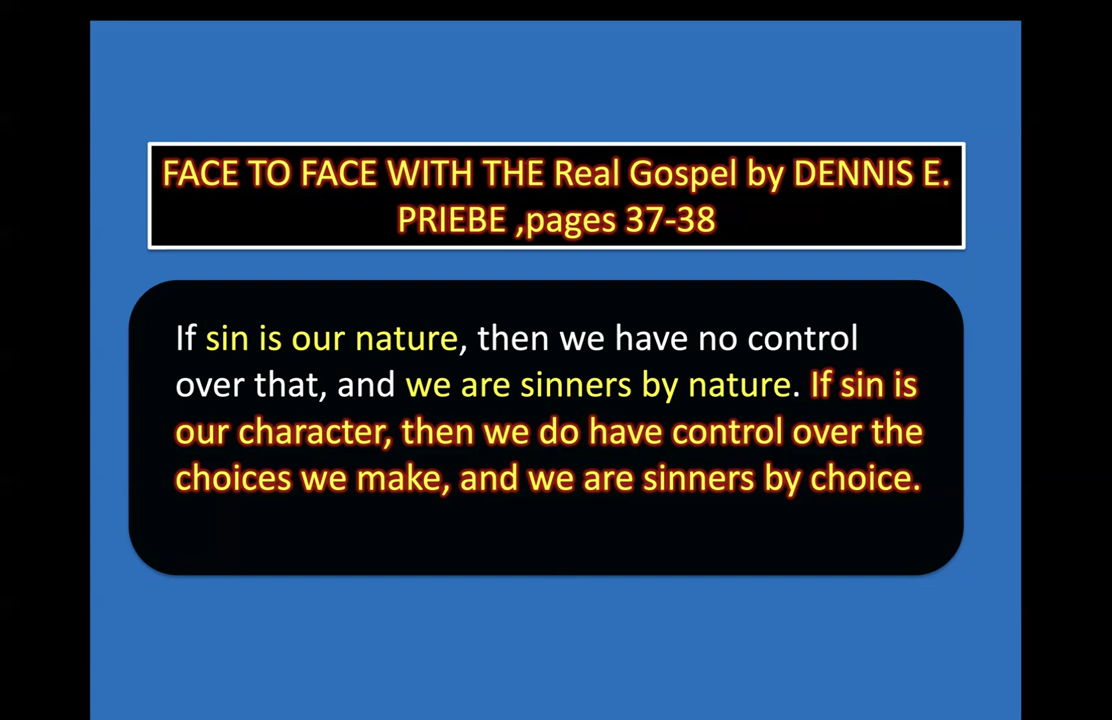 FACE TO FACE WITH THE Real Gospel by DENNIS E.
PRIEBE ,pages 37-38
If sin is our nature, then we have no control
over that, and we are sinners by nature. If sin is
our character, then we do have control over the
choices we make, and we are sinners by choice.